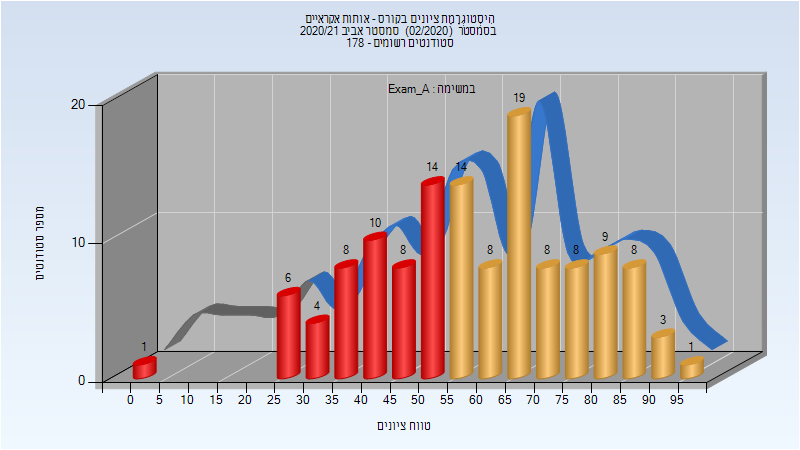 היסטוגרמת ציונים בקורס - אותות אקראיים
בסמסטר (02/2020) סמסטר אביב 2020/21
סטודנטים רשומים - 178
במשימה : Exam_A
מספר סטודנטים
20
10
0
1
6
4
8
10
8
14
14
8
19
8
8
9
8
3
1
0 5 10 15 20 25 30 35 40 45 50 55 60 65 70 75 80 85 90 95
טווח ציונים